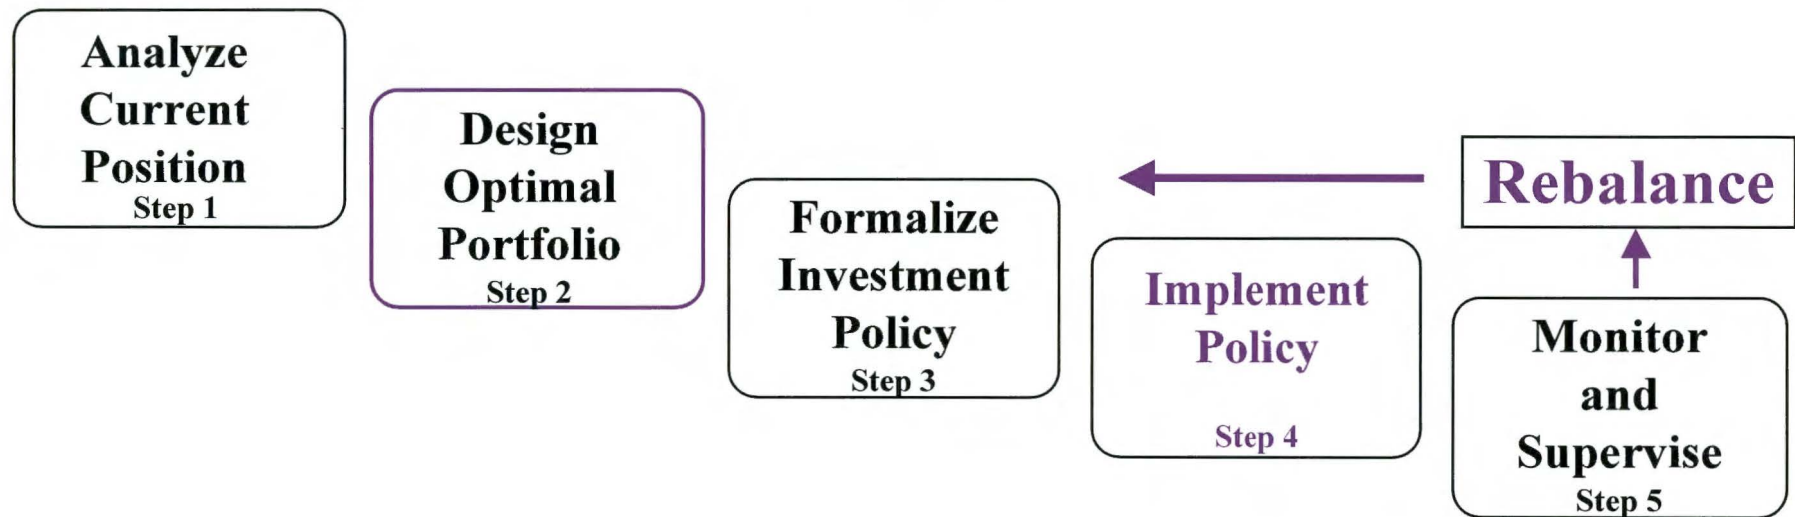 Analyze
Current
Position
Step 1
Design
Optimal
Portfolio
Step 2
Formalize
Investment
Policy
Step 3
Implement
Policy
Step 4
Rebalance
Monitor
and
Supervise
Step 5